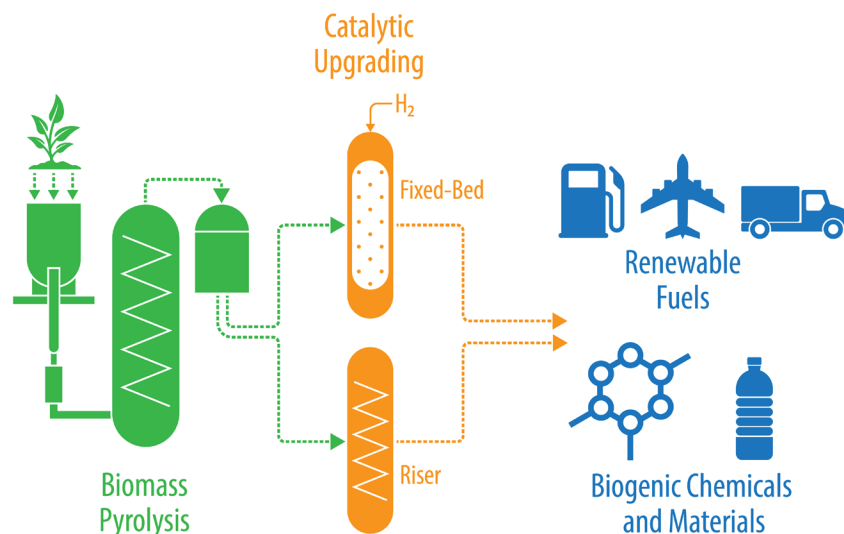 Catalytic
Upgrading
H₂
Fixed-Bed
Renewable
Fuels
Riser
Biomass
Pyrolysis
Biogenic Chemicals
and Materials